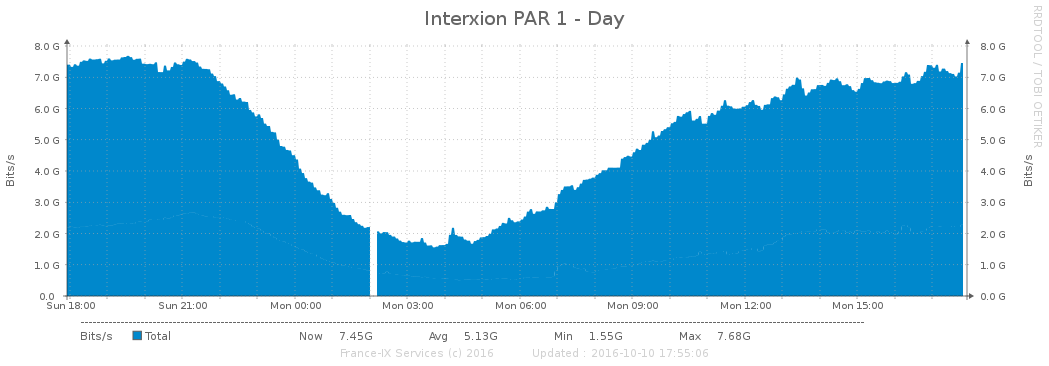 Interxion PAR 1 - Day
RRDTOOL / TOBI OETIKER
8.0 G 8.0 G
7.0 G 7.0 G
6.0 G 6.0 G
5.0 G 5.0 G
4.0 G 4.0 G
3.0 G 3.0 G
2.0 G 2.0 G
1.0 G 1.0 G
0.0 0.0 G
Bits/s Bits/s
Sun 18:00 Sun 21:00 Mon 00:00 Mon 03:00 Mon 06:00 Mon 09:00 Mon 12:00 Mon 15:00
Bits/s Total Now 7.45G Avg 5.13G Min 1.55G Max 7.68G
France-IX Services (c) 2016 Updated : 2016-10-10 17:55:06